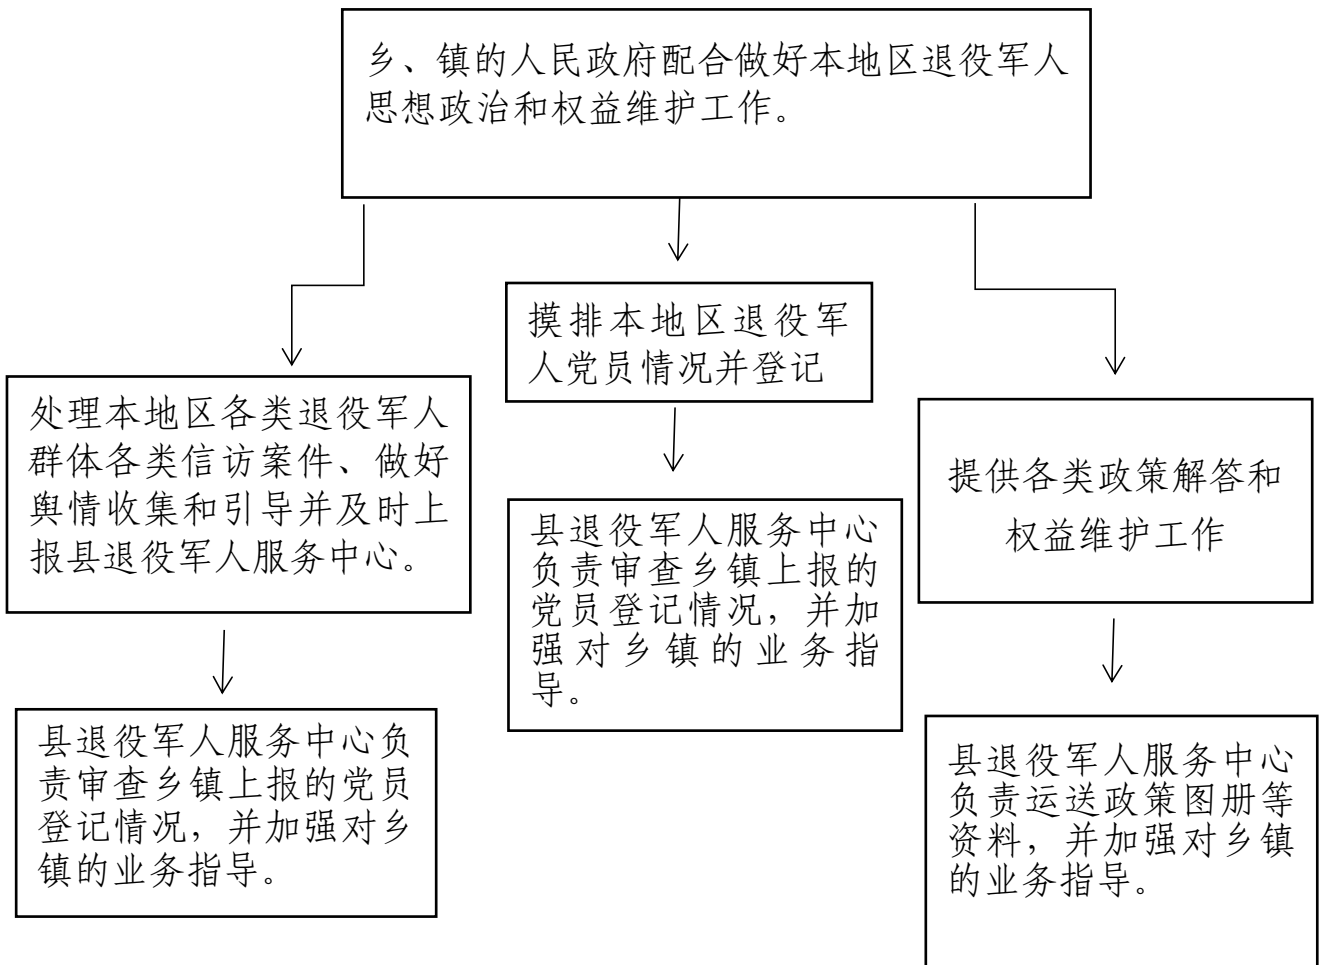 乡、镇的人民政府配合做好本地区退役军人
思想政治和权益维护工作。
处理本地区各类退役军人
群体各类信访案件、做好
舆情收集和引导并及时上
报县退役军人服务中心。
县退役军人服务中心负
责审查乡镇上报的党员
登记情况，并加强对乡
镇的业务指导。
摸排本地区退役军
人党员情况并登记
县退役军人服务中心
负责审查乡镇上报的
党员登记情况，并加
强对乡镇的业务指
导。
提供各类政策解答和
权益维护工作
县退役军人服务中心
负责运送政策图册等
资料，并加强对乡镇
的业务指导。